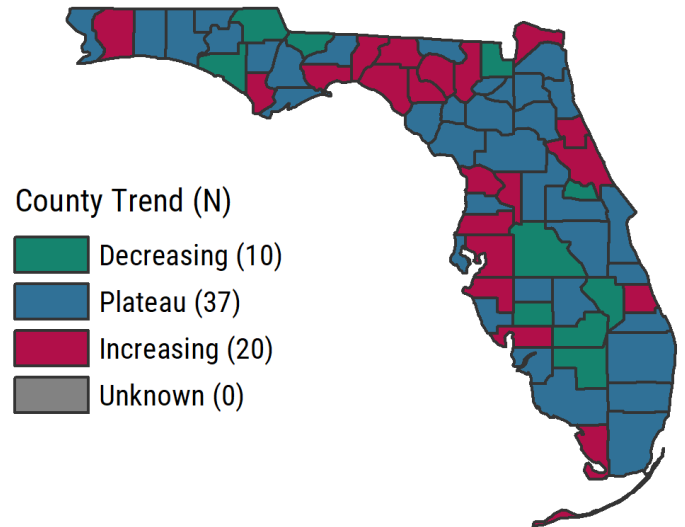 County Trend (N)
Decreasing (10)
Plateau (37)
Increasing (20)
Unknown (0)